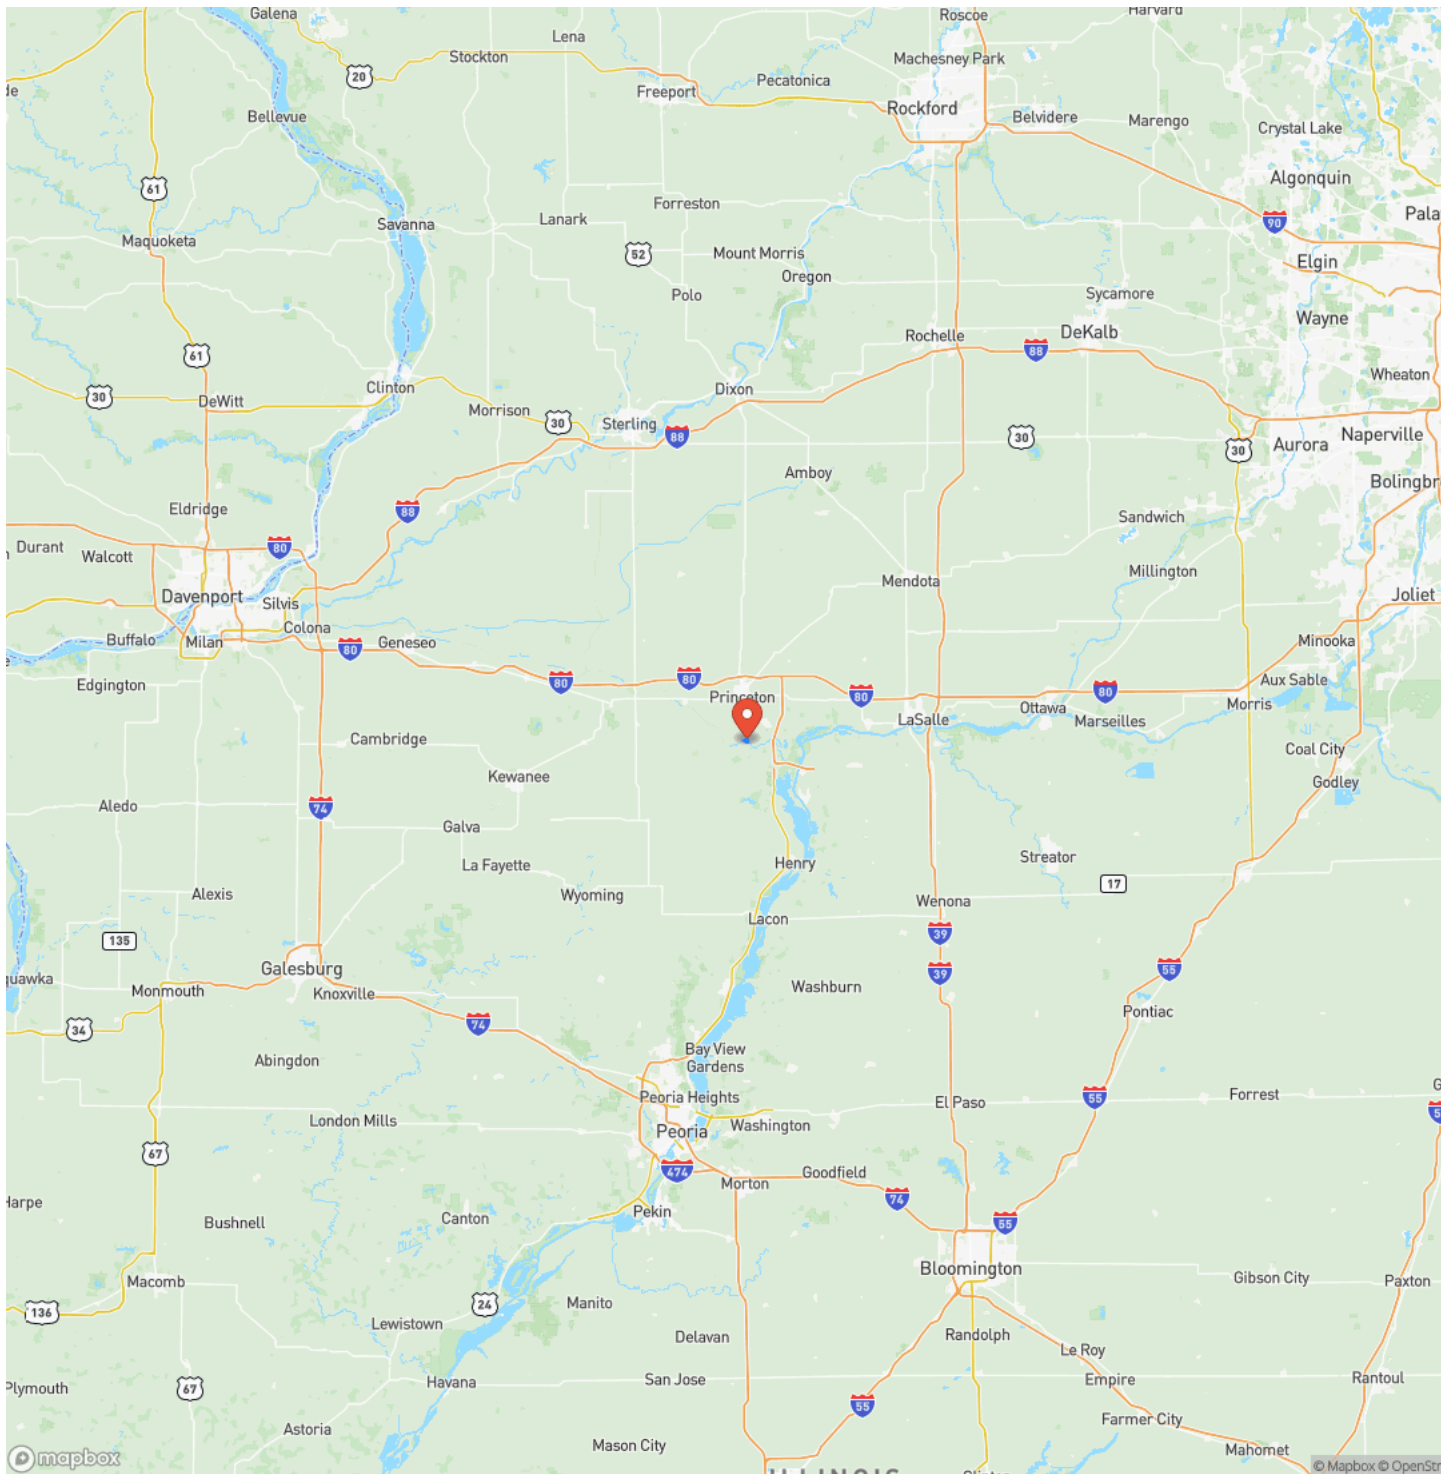 Galena
Roscoe
Harvard
Lena
Stockton
Machesney Park
20
Pecatonica
Freeport
Rockford
Bellevue
Belvidere
Marengo
Crystal Lake
Algonquin
61
Forreston
Lanark
Savanna
Pala
90
Maquoketa
52
Mount Morris
Elgin
Oregon
Polo
Sycamore
Wayne
Rochelle
DeKalb
61
88
Wheaton
Clinton
Dixon
30
DeWitt
Morrison
30
Sterling
88
30
Naperville
Aurora
30
Amboy
Bolingbr
Eldridge
88
Sandwich
Durant
80
Walcott
Millington
Mendota
Davenport
Silvis
Joliet
Colona
Buffalo
Milan
80
Geneseo
Minooka
Edgington
80
80
Princeton
80
80
Aux Sable
Morris
Ottawa
LaSalle
Marseilles
Cambridge
Coal City
Kewanee
Godley
Aledo
74
Galva
La Fayette
Henry
Streator
17
Alexis
Wyoming
Wenona
Lacon
39
135
Galesburg
39
55
quawka
Monmouth
Knoxville
Washburn
Pontiac
34
74
Bay View
Gardens
Abingdon
Peoria Heights
El Paso
55
Forrest
London Mills
Washington
Peoria
67
474
Goodfield
Morton
74
Harpe
Canton
Pekin
Bushnell
55
Bloomington
Macomb
Gibson City
Paxton
136
24
Manito
Lewistown
Delavan
Randolph
Le Roy
Plymouth
67
Havana
San Jose
Empire
Rantoul
55
Farmer City
Astoria
Mason City
Mahomet
mapbox
© Mapbox © OpenStr